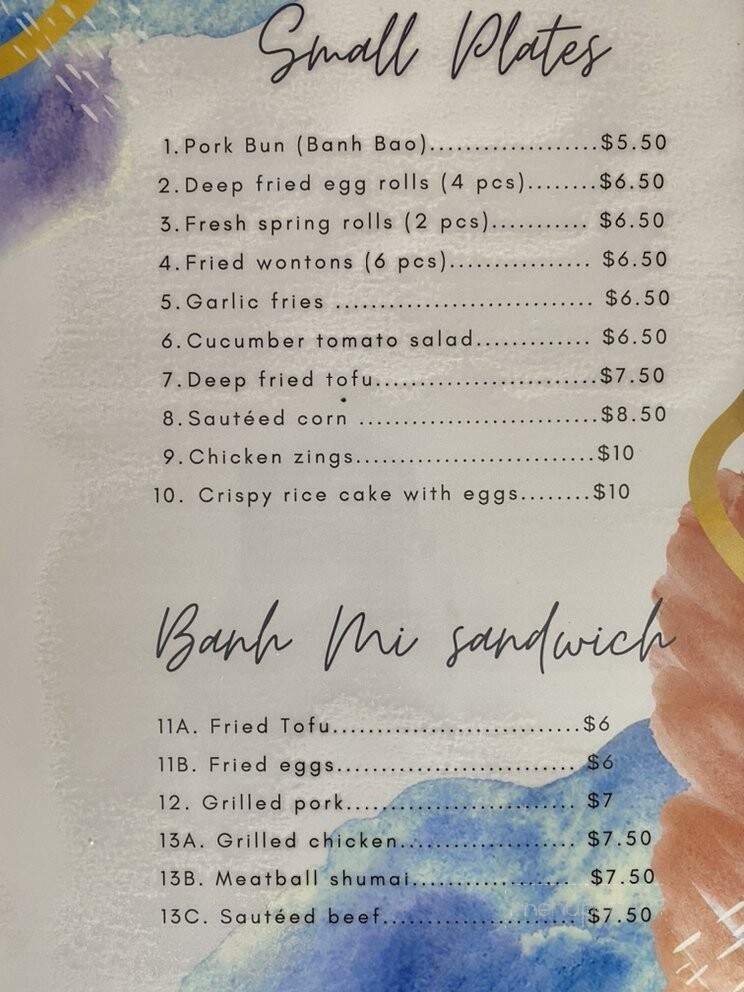 Small Plates
1. Pork Bun (Banh Bao)...................$5.50
2. Deep fried egg rolls (4 pcs)........$6.50
3. Fresh spring rolls (2 pcs)........... $6.50
4. Fried wontons (6 pcs)................ $6.50
5. Garlic fries ............................. $6.50
6. Cucumber tomato salad............. $6.50
7. Deep fried tofu.........................$7.50
8. Sautéed corn ...........................$8.50
9. Chicken zings...........................$10
10. Crispy rice cake with eggs........$10
Banh Mi sandwich
11A. Fried Tofu............................$6
11B. Fried eggs............................ $6
12. Grilled pork.......................... $7
13A. Grilled chicken.................... $7.50
13B. Meatball shumai.................. $7.50
13C. Sautéed beef...................... $7.50